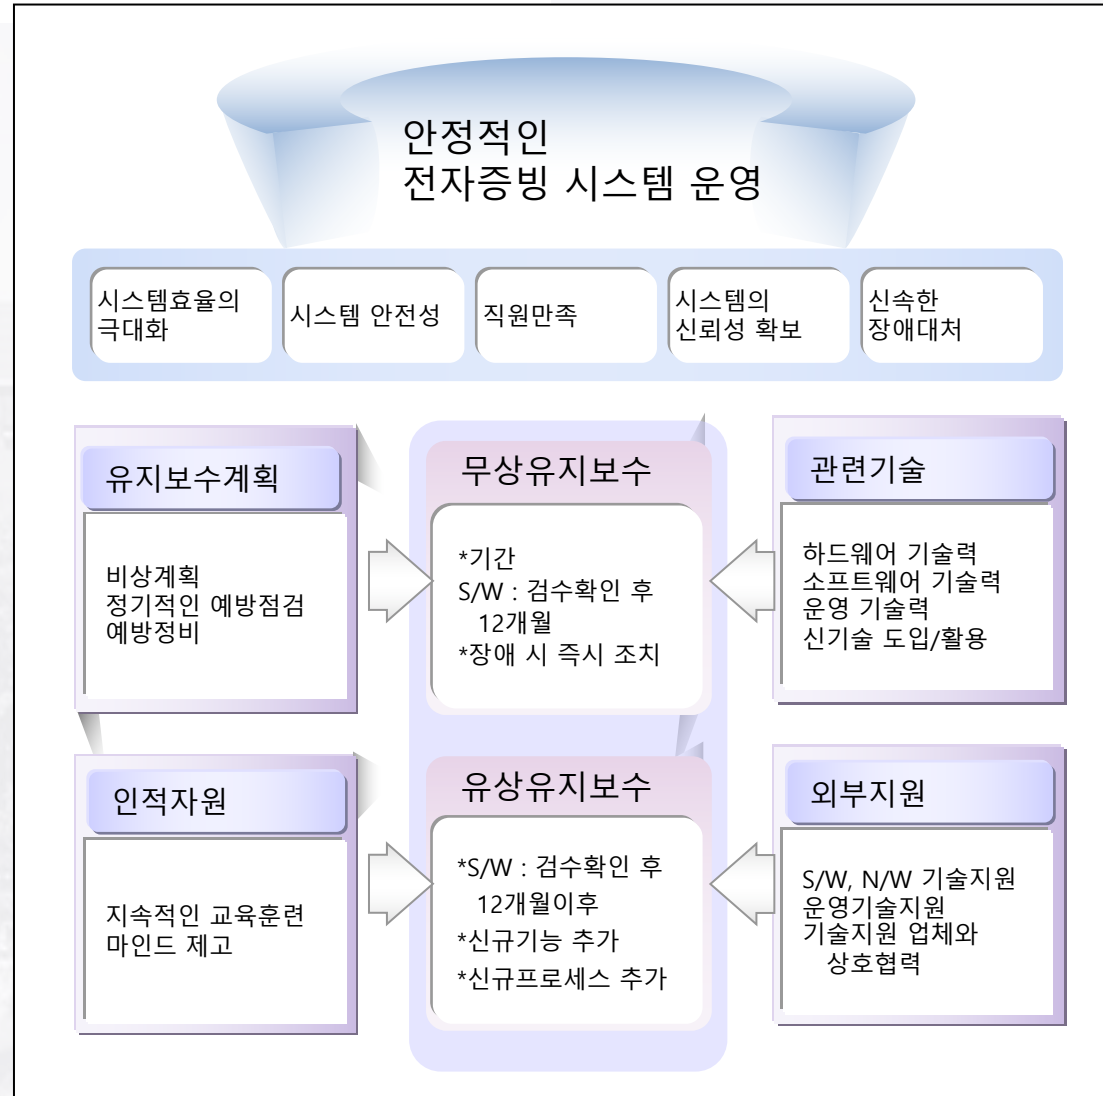 안정적인
전자증빙 시스템 운영
시스템효율의
극대화
시스템 안전성
직원만족
시스템의
신뢰성 확보
신속한
장애대처
유지보수계획
비상계획
정기적인 예방점검
예방정비
무상유지보수
*기간
S/W : 검수확인 후
12개월
*장애 시 즉시 조치
관련기술
하드웨어 기술력
소프트웨어 기술력
운영 기술력
신기술 도입/활용
인적자원
지속적인 교육훈련
마인드 제고
유상유지보수
*S/W : 검수확인 후
12개월이후
*신규기능 추가
*신규프로세스 추가
외부지원
S/W, N/W 기술지원
운영기술지원
기술지원 업체와
상호협력